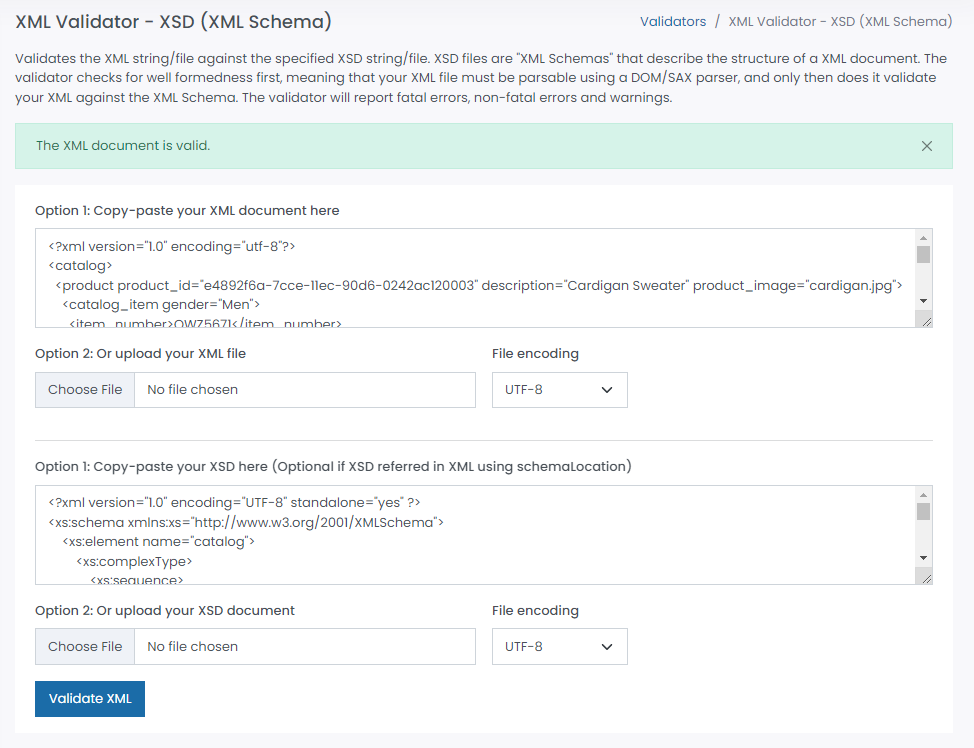 XML Validator - XSD (XML Schema)
Validators / XML Validator - XSD (XML Schema)
Validates the XML string/file against the specified XSD string/file. XSD files are "XML Schemas" that describe the structure of a XML document. The
validator checks for well formedness first, meaning that your XML file must be parsable using a DOM/SAX parser, and only then does it validate
your XML against the XML Schema. The validator will report fatal errors, non-fatal errors and warnings.
The XML document is valid.
Option 1: Copy-paste your XML document here
<?xml version="1.0" encoding="utf-8"?>
<catalog>
<product product_id="e4892f6a-7cce-11ec-90d6-0242ac120003" description="Cardigan Sweater" product_image="cardigan.jpg">
<catalog_item gender="Men">
<item_number>QWZ5671</item_number>
Option 2: Or upload your XML file
File encoding
Choose File
No file chosen
UTF-8
Option 1: Copy-paste your XSD here (Optional if XSD referred in XML using schemaLocation)
<?xml version="1.0" encoding="UTF-8" standalone="yes" ?>
<xs:schema xmlns:xs="http://www.w3.org/2001/XMLSchema">
<xs:element name="catalog">
<xs:complexType>
<xs:sequence>
Option 2: Or upload your XSD document
File encoding
Choose File
No file chosen
UTF-8
Validate XML